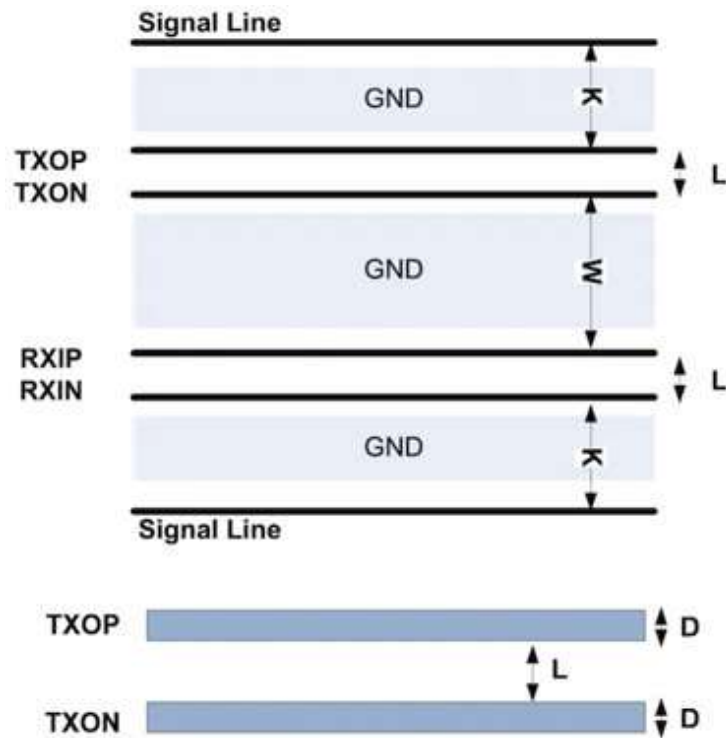 Signal Line
GND
K
TXOP
L
TXON
GND
W
RXIP
L
RXIN
GND
K
Signal Line
TXOP
D
L
TXON
D